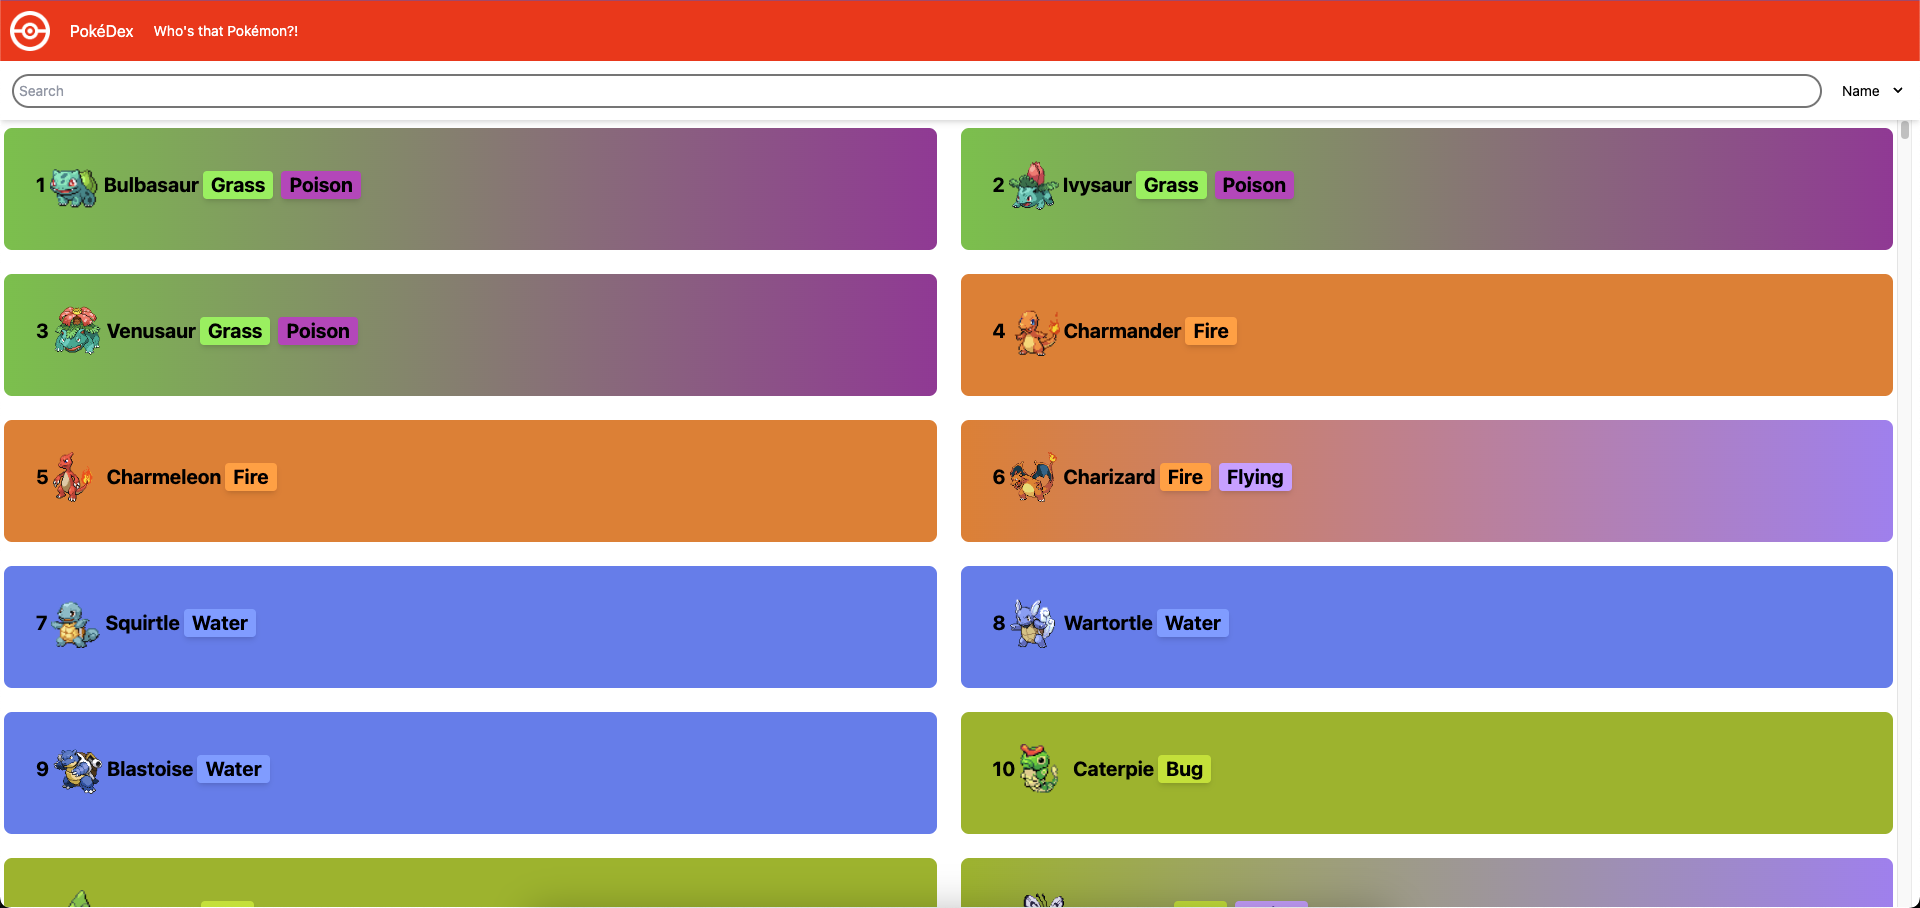 PokéDex Who's that Pokémon?!
Search Name
1 Bulbasaur Grass Poison
2 Ivysaur Grass Poison
3 Venusaur Grass Poison
4 Charmander Fire
5 Charmeleon Fire
6 Charizard Fire Flying
7 Squirtle Water
8 Wartortle Water
9 Blastoise Water
10 Caterpie Bug